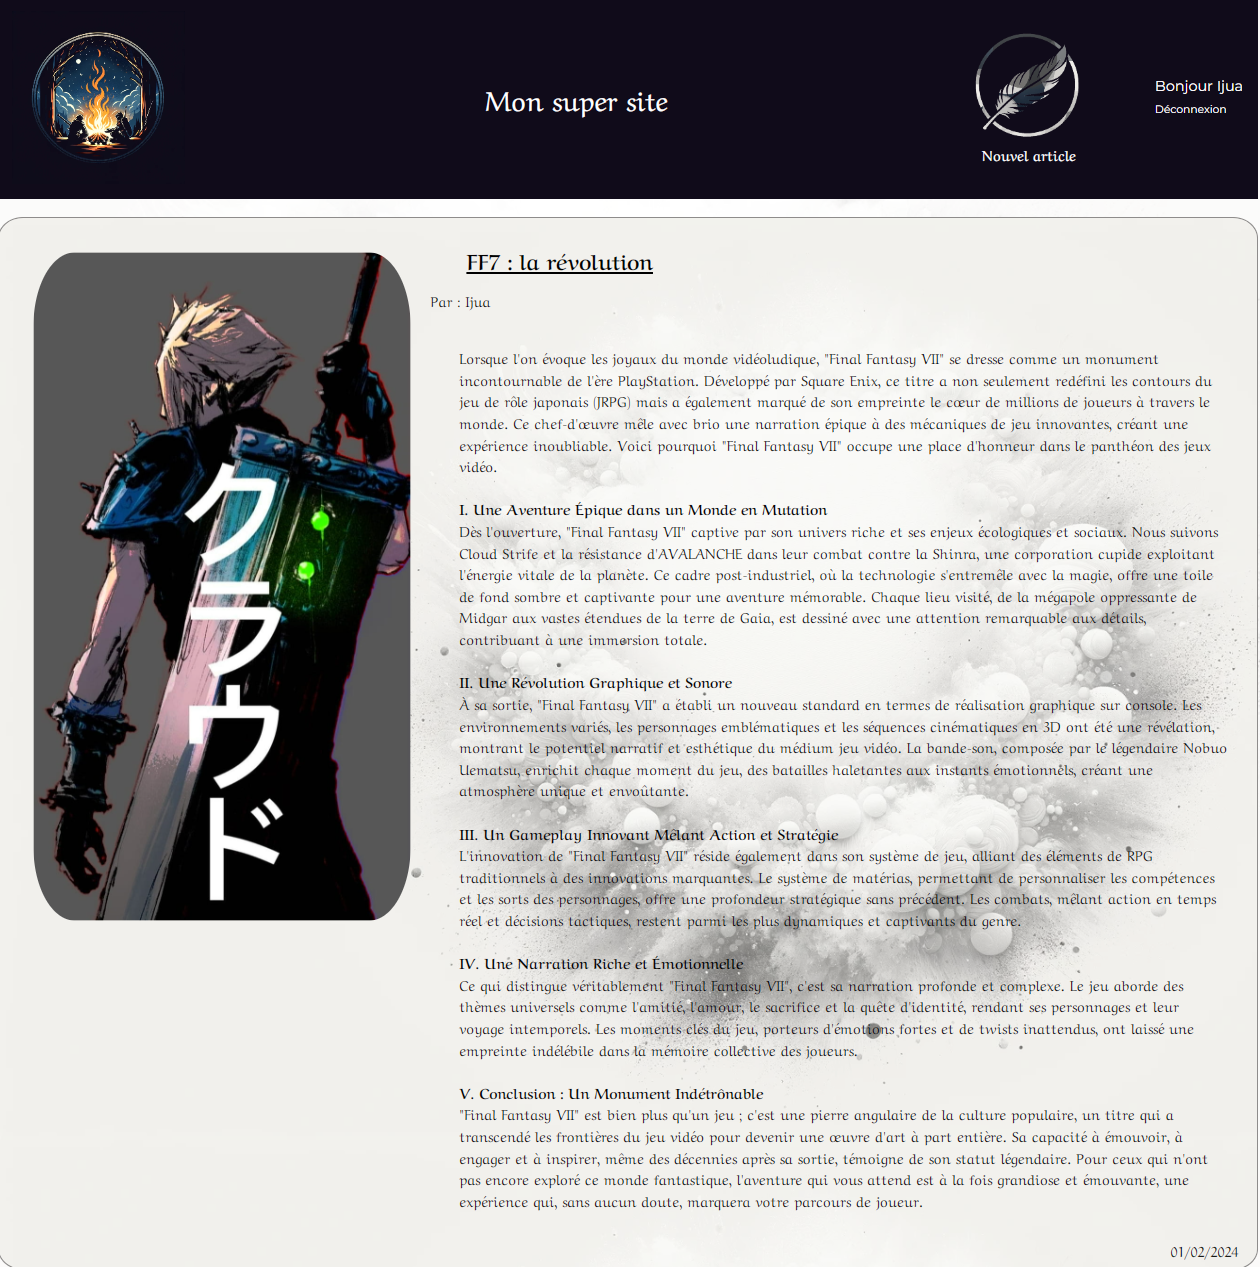 Mon super site
Nouvel article
Bonjour Ijua
Déconnexion
クラウド
FF7 : la révolution
Par : Ijua
Lorsque l'on évoque les joyaux du monde vidéoludique, "Final Fantasy VII" se dresse comme un monument
incontournable de l'ère PlayStation. Développé par Square Enix, ce titre a non seulement redéfini les contours du
jeu de rôle japonais (JRPG) mais a également marqué de son empreinte le cœur de millions de joueurs à travers le
monde. Ce chef-d'œuvre mêle avec brio une narration épique à des mécaniques de jeu innovantes, créant une
expérience inoubliable. Voici pourquoi "Final Fantasy VII" occupe une place d'honneur dans le panthéon des jeux
vidéo.
I. Une Aventure Épique dans un Monde en Mutation
Dès l'ouverture, "Final Fantasy VII" captive par son univers riche et ses enjeux écologiques et sociaux. Nous suivons
Cloud Strife et la résistance d'AVALANCHE dans leur combat contre la Shinra, une corporation cupide exploitant
l'énergie vitale de la planète. Ce cadre post-industriel, où la technologie s'entremêle avec la magie, offre une toile
de fond sombre et captivante pour une aventure mémorable. Chaque lieu visité, de la mégapole oppressante de
Midgar aux vastes étendues de la terre de Gaia, est dessiné avec une attention remarquable aux détails,
contribuant à une immersion totale.
II. Une Révolution Graphique et Sonore
À sa sortie, "Final Fantasy VII" a établi un nouveau standard en termes de réalisation graphique sur console. Les
environnements variés, les personnages emblématiques et les séquences cinématiques en 3D ont été une révélation,
montrant le potentiel narratif et esthétique du médium jeu vidéo. La bande-son, composée par le légendaire Nobuo
Uematsu, enrichit chaque moment du jeu, des batailles haletantes aux instants émotionnels, créant une
atmosphère unique et envoûtante.
III. Un Gameplay Innovant Mêlant Action et Stratégie
L'innovation de "Final Fantasy VII" réside également dans son système de jeu, alliant des éléments de RPG
traditionnels à des innovations marquantes. Le système de matérias, permettant de personnaliser les compétences
et les sorts des personnages, offre une profondeur stratégique sans précédent. Les combats, mêlant action en temps
réel et décisions tactiques, restent parmi les plus dynamiques et captivants du genre.
IV. Une Narration Riche et Émotionnelle
Ce qui distingue véritablement "Final Fantasy VII", c'est sa narration profonde et complexe. Le jeu aborde des
thèmes universels comme l'amitié, l'amour, le sacrifice et la quête d'identité, rendant ses personnages et leur
voyage intemporels. Les moments clés du jeu, porteurs d'émotions fortes et de twists inattendus, ont laissé une
empreinte indélébile dans la mémoire collective des joueurs.
V. Conclusion : Un Monument Indétrônable
"Final Fantasy VII" est bien plus qu'un jeu ; c'est une pierre angulaire de la culture populaire, un titre qui a
transcendé les frontières du jeu vidéo pour devenir une œuvre d'art à part entière. Sa capacité à émouvoir, à
engager et à inspirer, même des décennies après sa sortie, témoigne de son statut légendaire. Pour ceux qui n'ont
pas encore exploré ce monde fantastique, l'aventure qui vous attend est à la fois grandiose et émouvante, une
expérience qui, sans aucun doute, marquera votre parcours de joueur.
01/02/2024